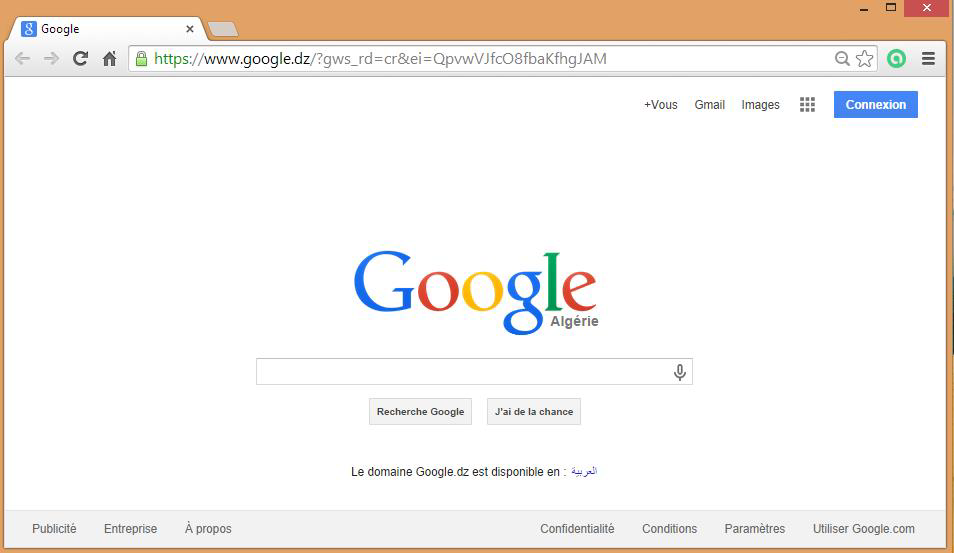 Google
https://www.google.dz/?gws_rd=cr&ei=QpvwVJfcO8fbaKfhgJAM
+Vous Gmail Images Connexion
Google
Algérie
Recherche Google J'ai de la chance
Le domaine Google.dz est disponible en : العربية
Publicité Entreprise À propos Confidentialité Conditions Paramètres Utiliser Google.com